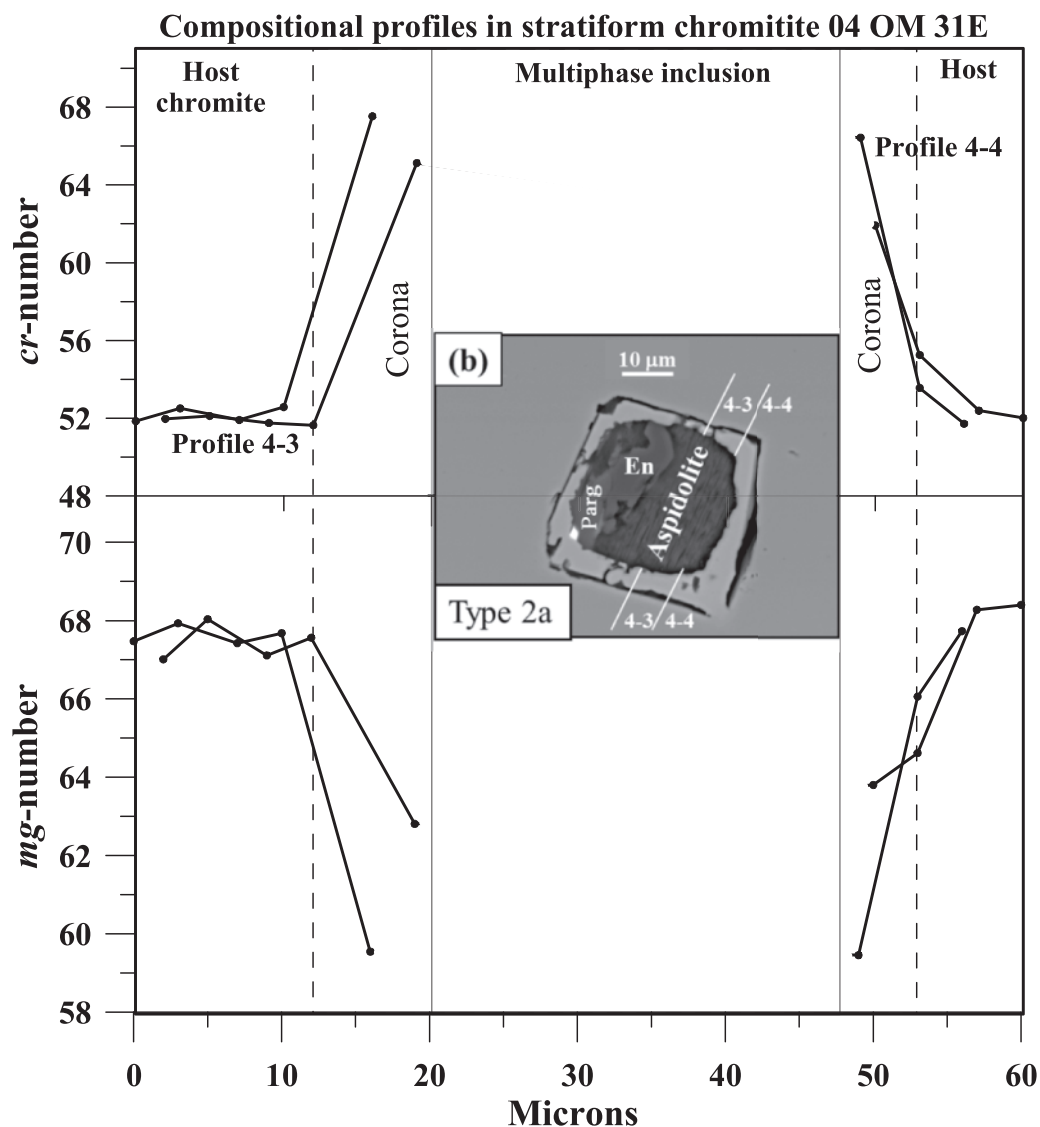 Compositional profiles in stratiform chromitite 04 OM 31E
Host
chromite
Multiphase inclusion
Host
68
64
60
56
52
48
cr-number
Profile 4-4
Profile 4-3
Corona
Corona
(b)
10 µm
4-3
4-4
En
Parg
Aspidolite
Type 2a
4-3
4-4
70
68
66
64
62
60
58
mg-number
0
10
20
30
40
50
60
Microns